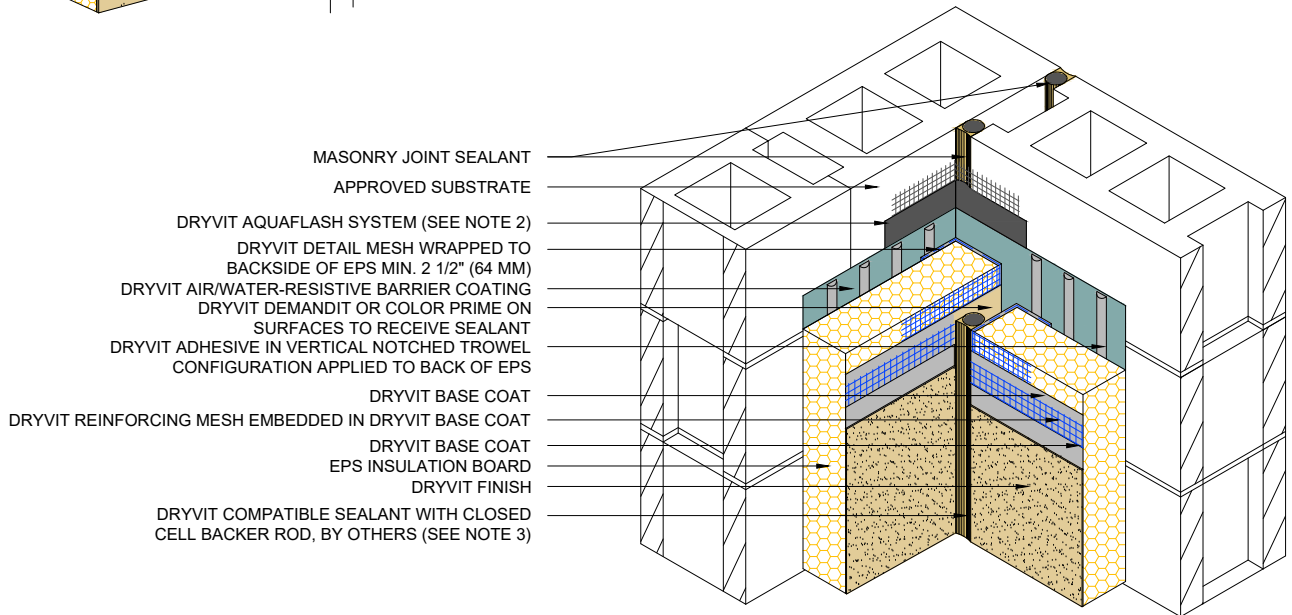 MASONRY JOINT SEALANT
APPROVED SUBSTRATE
DRYVIT AQUAFLASH SYSTEM (SEE NOTE 2)
DRYVIT DETAIL MESH WRAPPED TO
BACKSIDE OF EPS MIN. 2 1/2" (64 MM)
DRYVIT AIR/WATER-RESISTIVE BARRIER COATING
DRYVIT DEMANDIT OR COLOR PRIME ON
SURFACES TO RECEIVE SEALANT
DRYVIT ADHESIVE IN VERTICAL NOTCHED TROWEL
CONFIGURATION APPLIED TO BACK OF EPS
DRYVIT BASE COAT
DRYVIT REINFORCING MESH EMBEDDED IN DRYVIT BASE COAT
DRYVIT BASE COAT
EPS INSULATION BOARD
DRYVIT FINISH
DRYVIT COMPATIBLE SEALANT WITH CLOSED
CELL BACKER ROD, BY OTHERS (SEE NOTE 3)